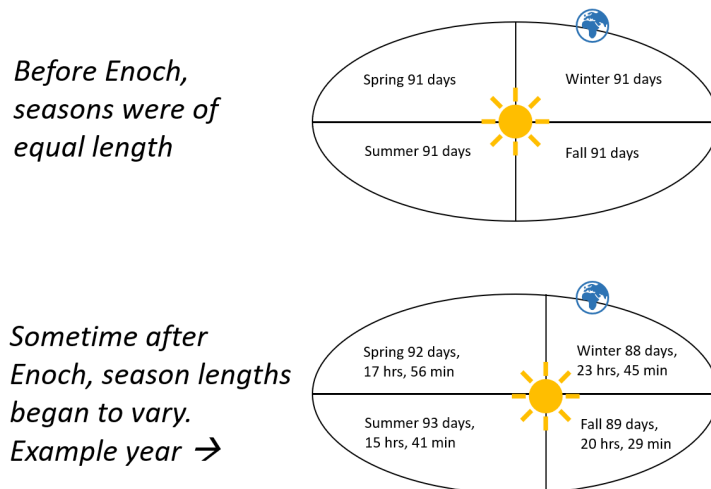 Before Enoch,
seasons were of
equal length
Spring 91 days
Winter 91 days
Summer 91 days
Fall 91 days
Sometime after
Enoch, season lengths
began to vary.
Example year →
Spring 92 days,
17 hrs, 56 min
Winter 88 days,
23 hrs, 45 min
Summer 93 days,
15 hrs, 41 min
Fall 89 days,
20 hrs, 29 min